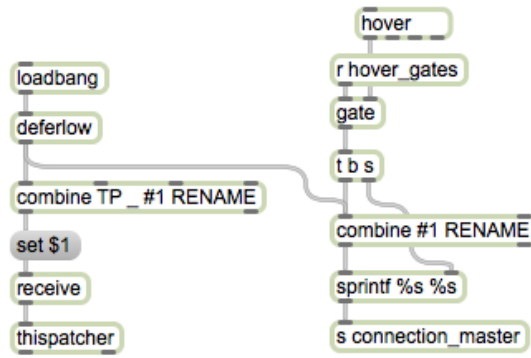 hover
loadbang
r hover_gates
deferlow
gate
t b s
combine TP _ #1 RENAME
combine #1 RENAME
set $1
receive
sprintf %s %s
thispatcher
s connection_master